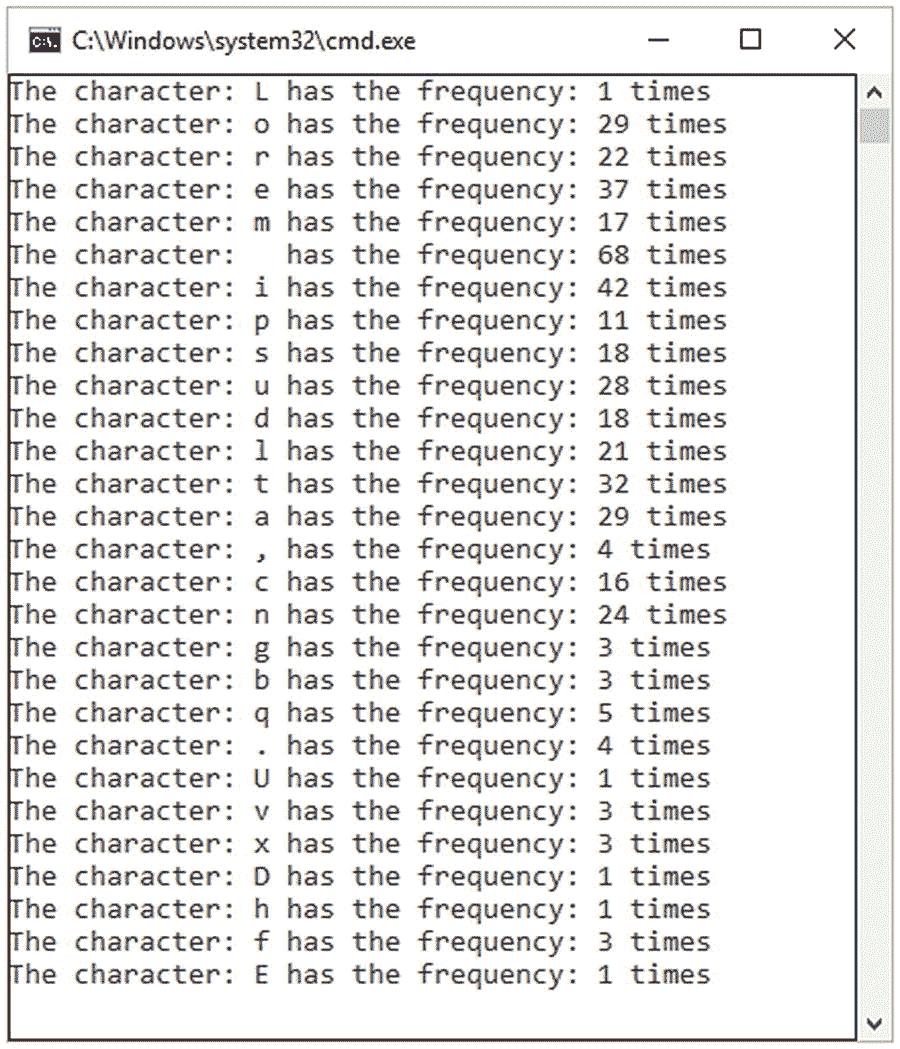 C:\Windows\system32\cmd.exe
The character: L has the frequency: 1 times
The character: o has the frequency: 29 times
The character: r has the frequency: 22 times
The character: e has the frequency: 37 times
The character: m has the frequency: 17 times
The character:   has the frequency: 68 times
The character: i has the frequency: 42 times
The character: p has the frequency: 11 times
The character: s has the frequency: 18 times
The character: u has the frequency: 28 times
The character: d has the frequency: 18 times
The character: l has the frequency: 21 times
The character: t has the frequency: 32 times
The character: a has the frequency: 29 times
The character: , has the frequency: 4 times
The character: c has the frequency: 16 times
The character: n has the frequency: 24 times
The character: g has the frequency: 3 times
The character: b has the frequency: 3 times
The character: q has the frequency: 5 times
The character: . has the frequency: 4 times
The character: U has the frequency: 1 times
The character: v has the frequency: 3 times
The character: x has the frequency: 3 times
The character: D has the frequency: 1 times
The character: h has the frequency: 1 times
The character: f has the frequency: 3 times
The character: E has the frequency: 1 times